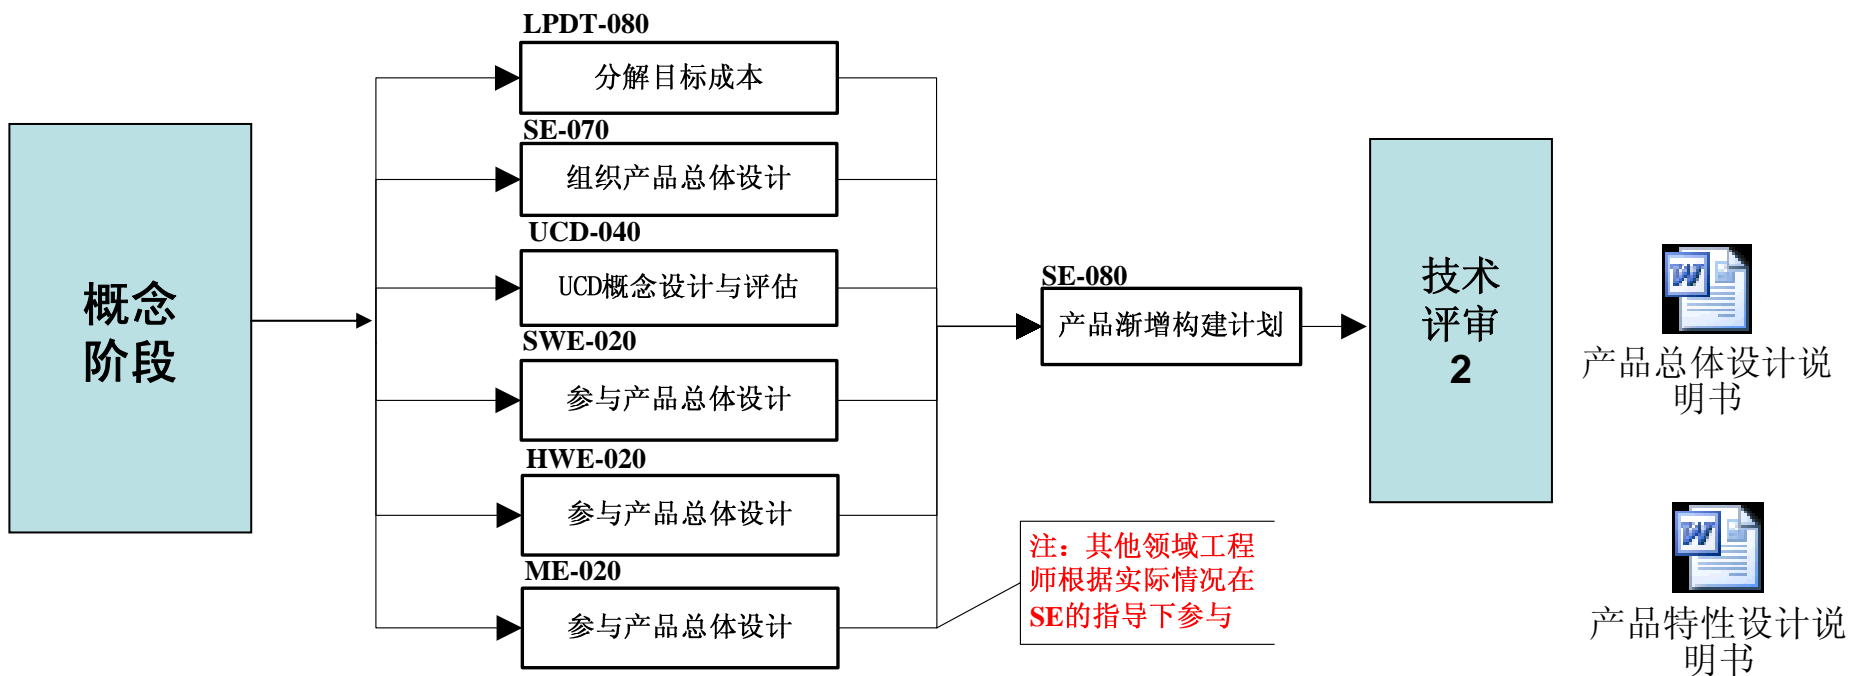 概念
阶段
LPDT-080
分解目标成本
SE-070
组织产品总体设计
UCD-040
UCD概念设计与评估
SWE-020
参与产品总体设计
HWE-020
参与产品总体设计
ME-020
参与产品总体设计
SE-080
产品渐增构建计划
注：其他领域工程
师根据实际情况在
SE的指导下参与
技术
评审
2
W
产品总体设计说
明书
W
产品特性设计说
明书